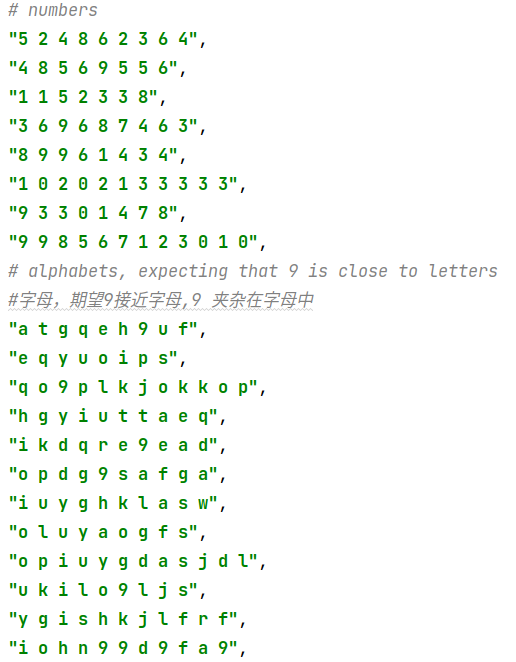 # numbers
"5 2 4 8 6 2 3 6 4",
"4 8 5 6 9 5 5 6",
"1 1 5 2 3 3 8",
"3 6 9 6 8 7 4 6 3",
"8 9 9 6 1 4 3 4",
"1 0 2 0 2 1 3 3 3 3 3",
"9 3 3 0 1 4 7 8",
"9 9 8 5 6 7 1 2 3 0 1 0",
# alphabets, expecting that 9 is close to letters
#字母，期望9接近字母,9 夹杂在字母中
"a t g q e h 9 u f",
"e q y u o i p s",
"q o 9 p l k j o k k o p",
"h g y i u t t a e q",
"i k d q r e 9 e a d",
"o p d g 9 s a f g a",
"i u y g h k l a s w",
"o l u y a o g f s",
"o p i u y g d a s j d l",
"u k i l o 9 l j s",
"y g i s h k j l f r f",
"i o h n 9 9 d 9 f a 9",